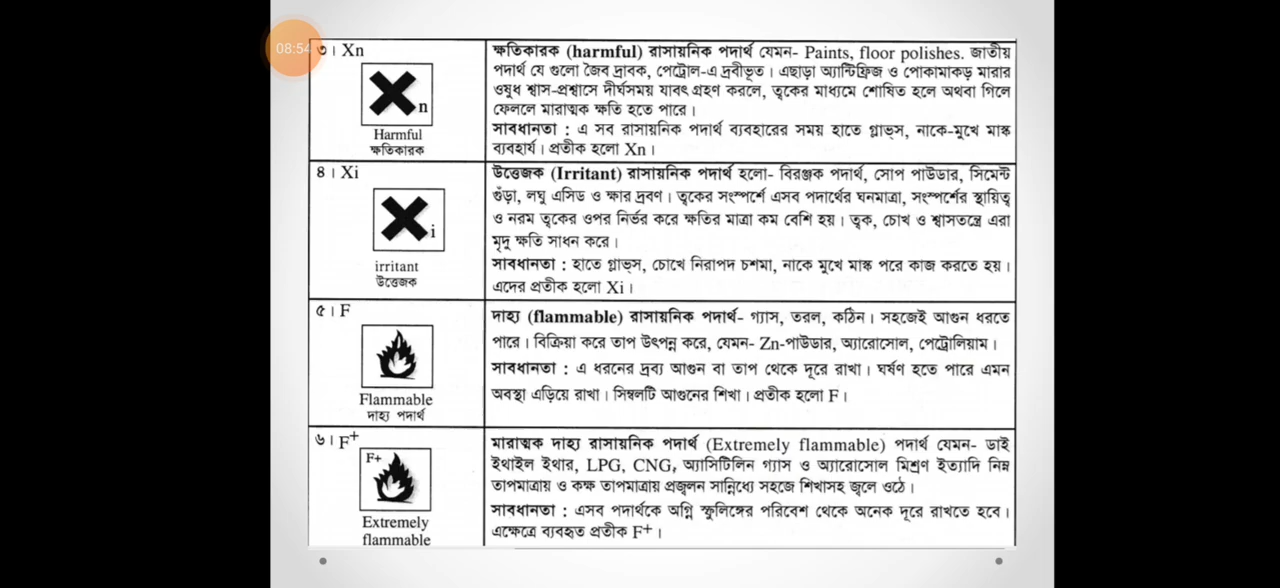 08:54
৩। Xn
n
Harmful
ক্ষতিকারক
ক্ষতিকারক (harmful) রাসায়নিক পদার্থ যেমন- Paints, floor polishes. জাতীয়
পদার্থ যে গুলো জৈব দ্রাবক, পেট্রোল-এ দ্রবীভূত। এছাড়া অ্যান্টিফ্রিজ ও পোকামাকড় মারার
ওষুধ শ্বাস-প্রশ্বাসে দীর্ঘসময় যাবৎ গ্রহণ করলে, ত্বকের মাধ্যমে শোষিত হলে অথবা গিলে
ফেললে মারাত্মক ক্ষতি হতে পারে।
সাবধানতা : এ সব রাসায়নিক পদার্থ ব্যবহারের সময় হাতে গ্লাভ্স, নাকে-মুখে মাস্ক
ব্যবহার্য। প্রতীক হলো Xn।
৪। Xi
i
irritant
উত্তেজক
উত্তেজক (Irritant) রাসায়নিক পদার্থ হলো- বিরঞ্জক পদার্থ, সোপ পাউডার, সিমেন্ট
গুঁড়া, লঘু এসিড ও ক্ষার দ্রবণ। ত্বকের সংস্পর্শে এসব পদার্থের ঘনমাত্রা, সংস্পর্শের স্থায়িত্ব
ও নরম ত্বকের ওপর নির্ভর করে ক্ষতির মাত্রা কম বেশি হয়। ত্বক, চোখ ও শ্বাসতন্ত্রে এরা
মৃদু ক্ষতি সাধন করে।
সাবধানতা : হাতে গ্লাভ্স, চোখে নিরাপদ চশমা, নাকে মুখে মাস্ক পরে কাজ করতে হয়।
এদের প্রতীক হলো Xi।
৫। F
Flammable
দাহ্য পদার্থ
দাহ্য (flammable) রাসায়নিক পদার্থ- গ্যাস, তরল, কঠিন। সহজেই আগুন ধরতে
পারে। বিক্রিয়া করে তাপ উৎপন্ন করে, যেমন- Zn-পাউডার, অ্যারোসোল, পেট্রোলিয়াম।
সাবধানতা : এ ধরনের দ্রব্য আগুন বা তাপ থেকে দূরে রাখা। ঘর্ষণ হতে পারে এমন
অবস্থা এড়িয়ে রাখা। সিম্বলটি আগুনের শিখা। প্রতীক হলো F।
৬। F⁺
F+
Extremely
flammable
মারাত্মক দাহ্য রাসায়নিক পদার্থ (Extremely flammable) পদার্থ যেমন- ডাই
ইথাইল ইথার, LPG, CNG, অ্যাসিটিলিন গ্যাস ও অ্যারোসোল মিশ্রণ ইত্যাদি নিম্ন
তাপমাত্রায় ও কক্ষ তাপমাত্রায় প্রজ্বলন সান্নিধ্যে সহজে শিখাসহ জ্বলে ওঠে।
সাবধানতা : এসব পদার্থকে অগ্নি স্ফুলিঙ্গের পরিবেশ থেকে অনেক দূরে রাখতে হবে।
এক্ষেত্রে ব্যবহৃত প্রতীক F⁺।